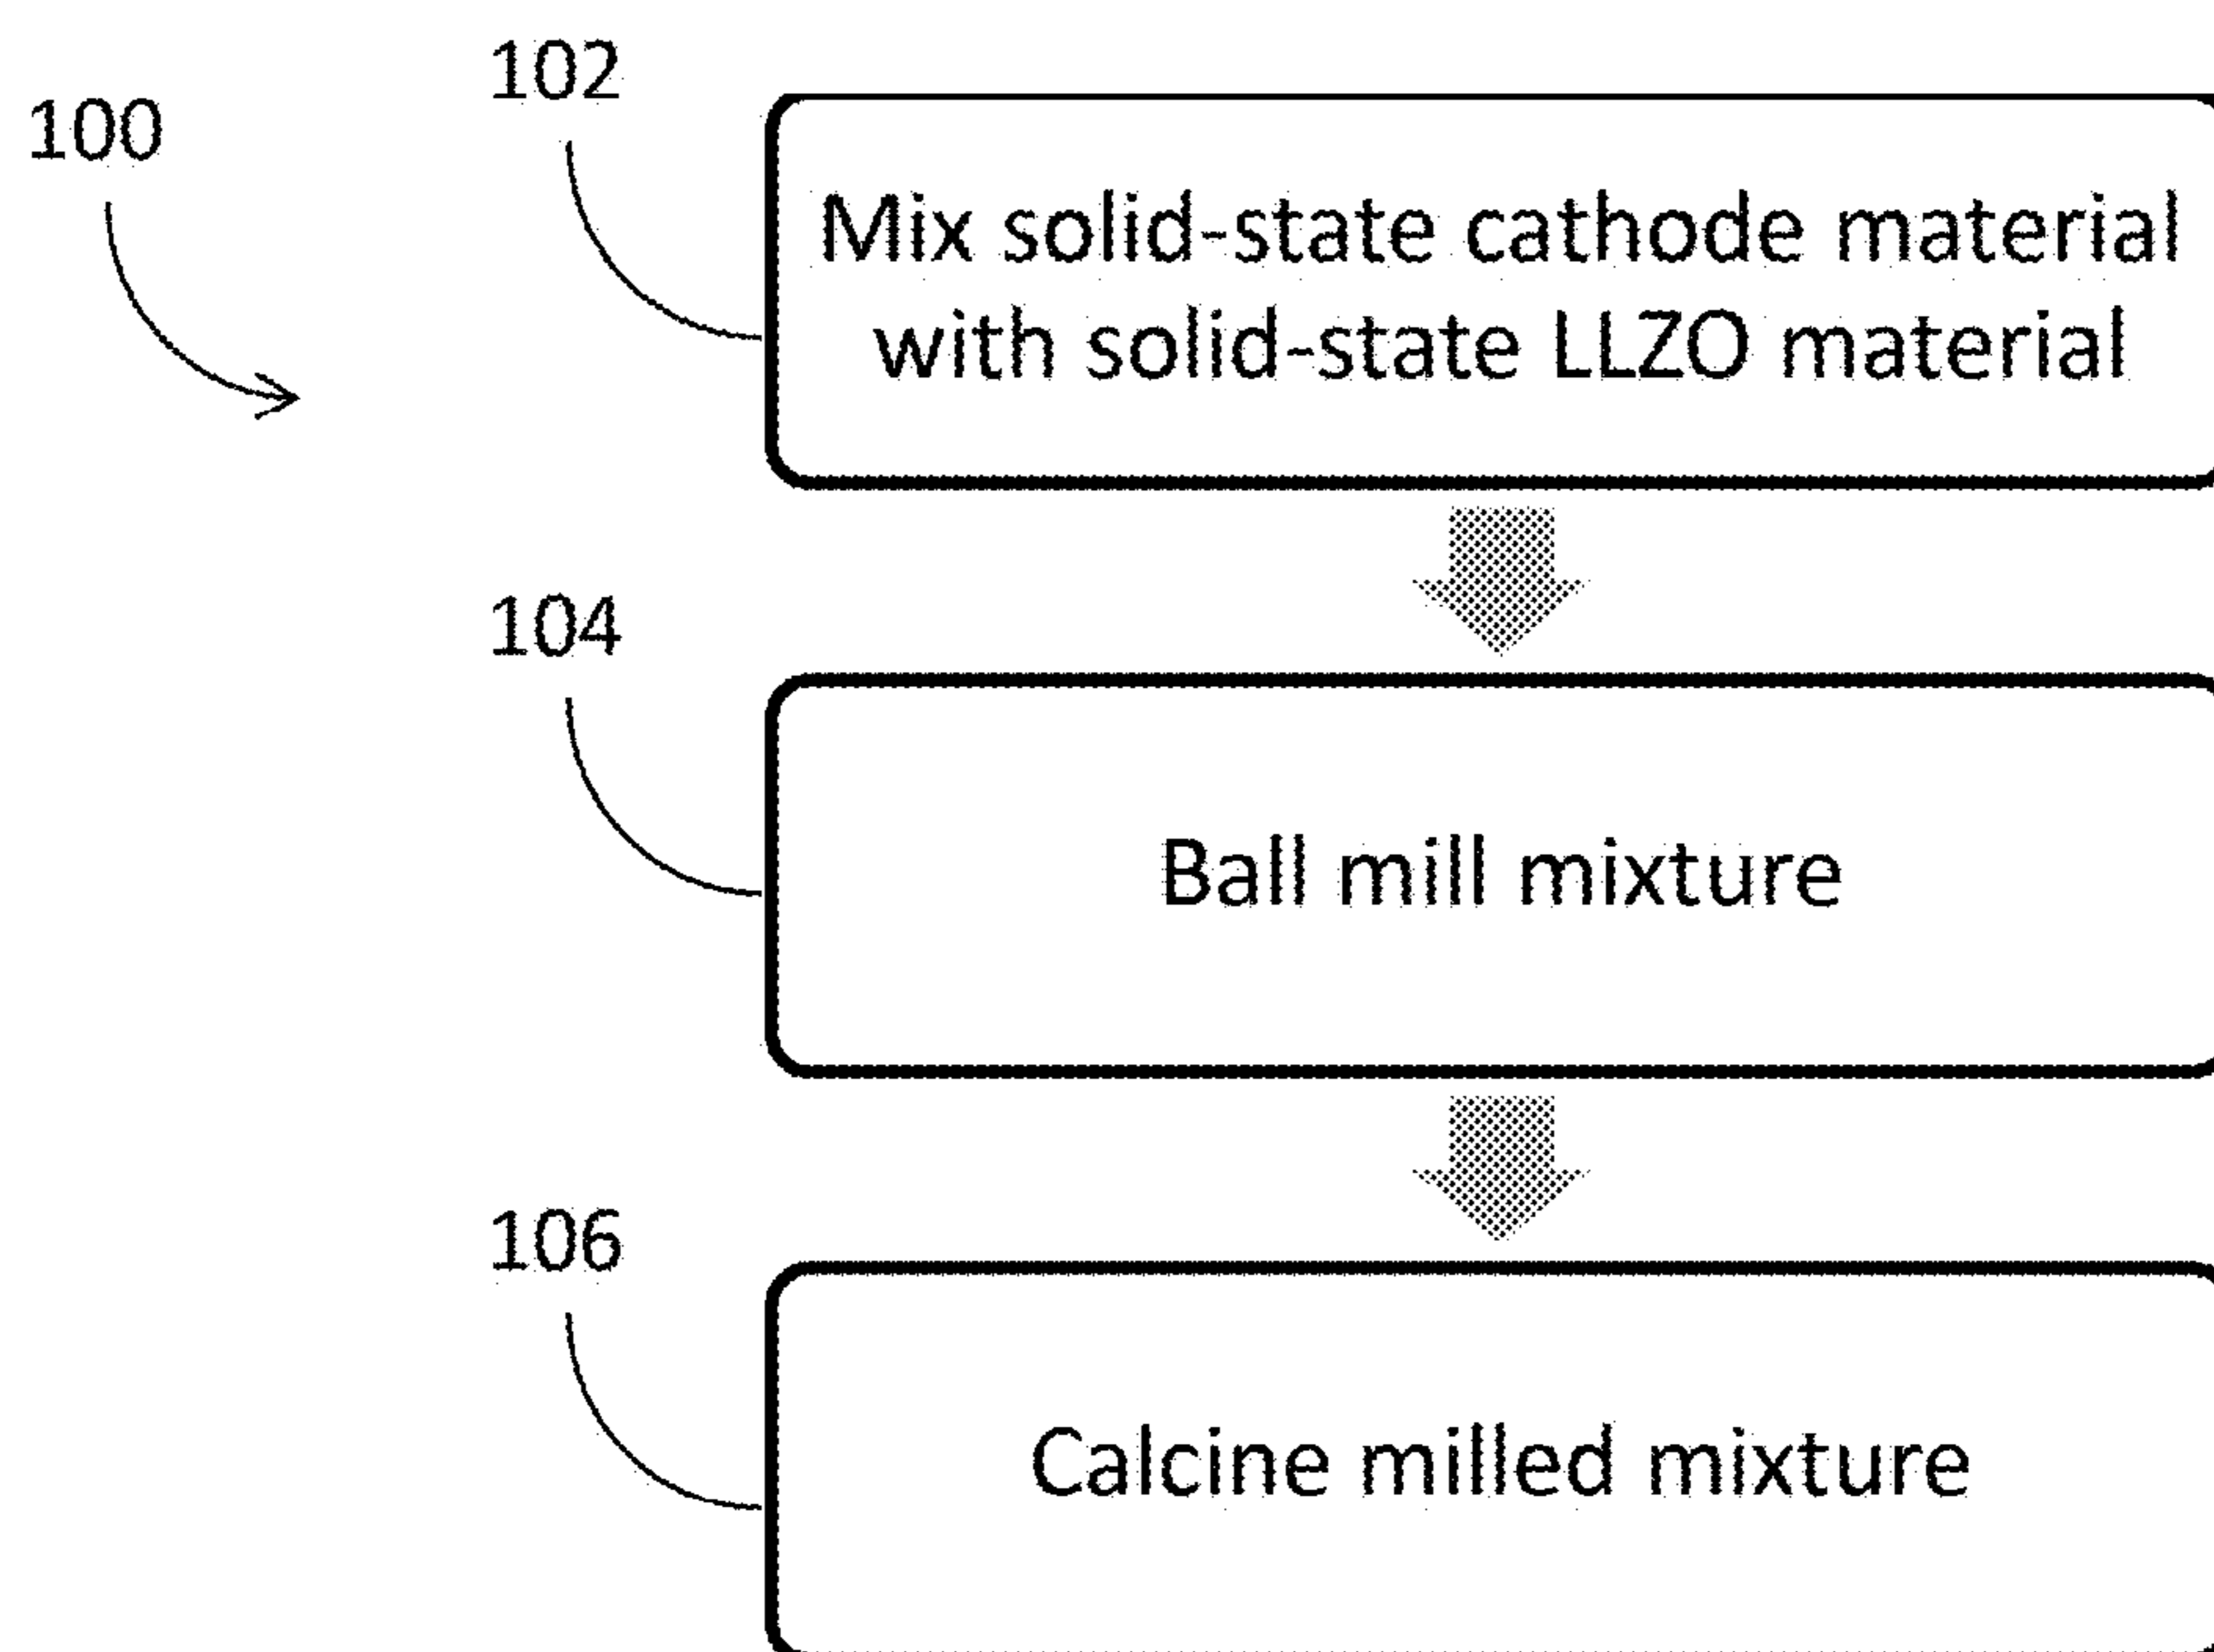 100
102
Mix solid-state cathode material
with solid-state LLZO material
104
Ball mill mixture
106
Calcine milled mixture